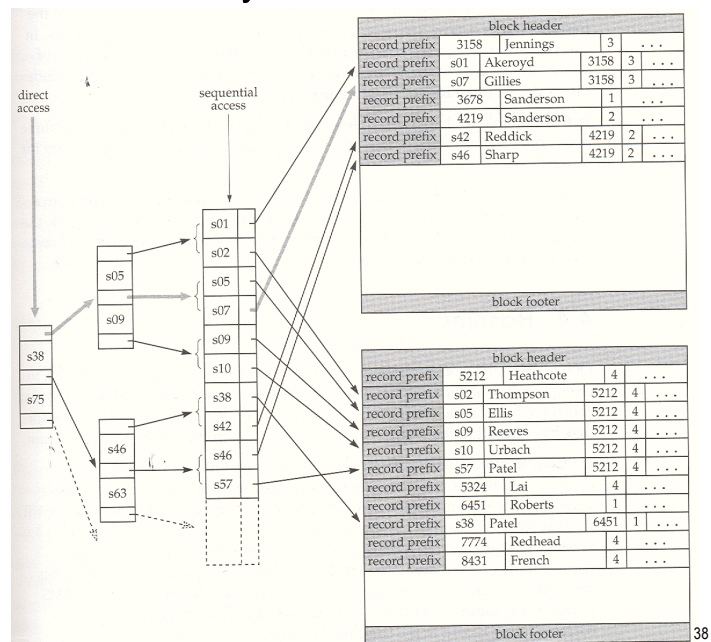 block header
record prefix 3158 Jennings 3 . . .
record prefix s01 Akeroyd 3158 3 . . .
record prefix s07 Gillies 3158 3 . . .
record prefix 3678 Sanderson 1 . . .
record prefix 4219 Sanderson 2 . . .
record prefix s42 Reddick 4219 2 . . .
record prefix s46 Sharp 4219 2 . . .
block footer
direct
access
sequential
access
s01
s02
s05
s07
s09
s10
s38
s42
s46
s57
s05
s09
s38
s75
s46
s63
block header
record prefix 5212 Heathcote 4 . . .
record prefix s02 Thompson 5212 4 . . .
record prefix s05 Ellis 5212 4 . . .
record prefix s09 Reeves 5212 4 . . .
record prefix s10 Urbach 5212 4 . . .
record prefix s57 Patel 5212 4 . . .
record prefix 5324 Lai 4 . . .
record prefix 6451 Roberts 1 . . .
record prefix s38 Patel 6451 1 . . .
record prefix 7774 Redhead 4 . . .
record prefix 8431 French 4 . . .
block footer
38